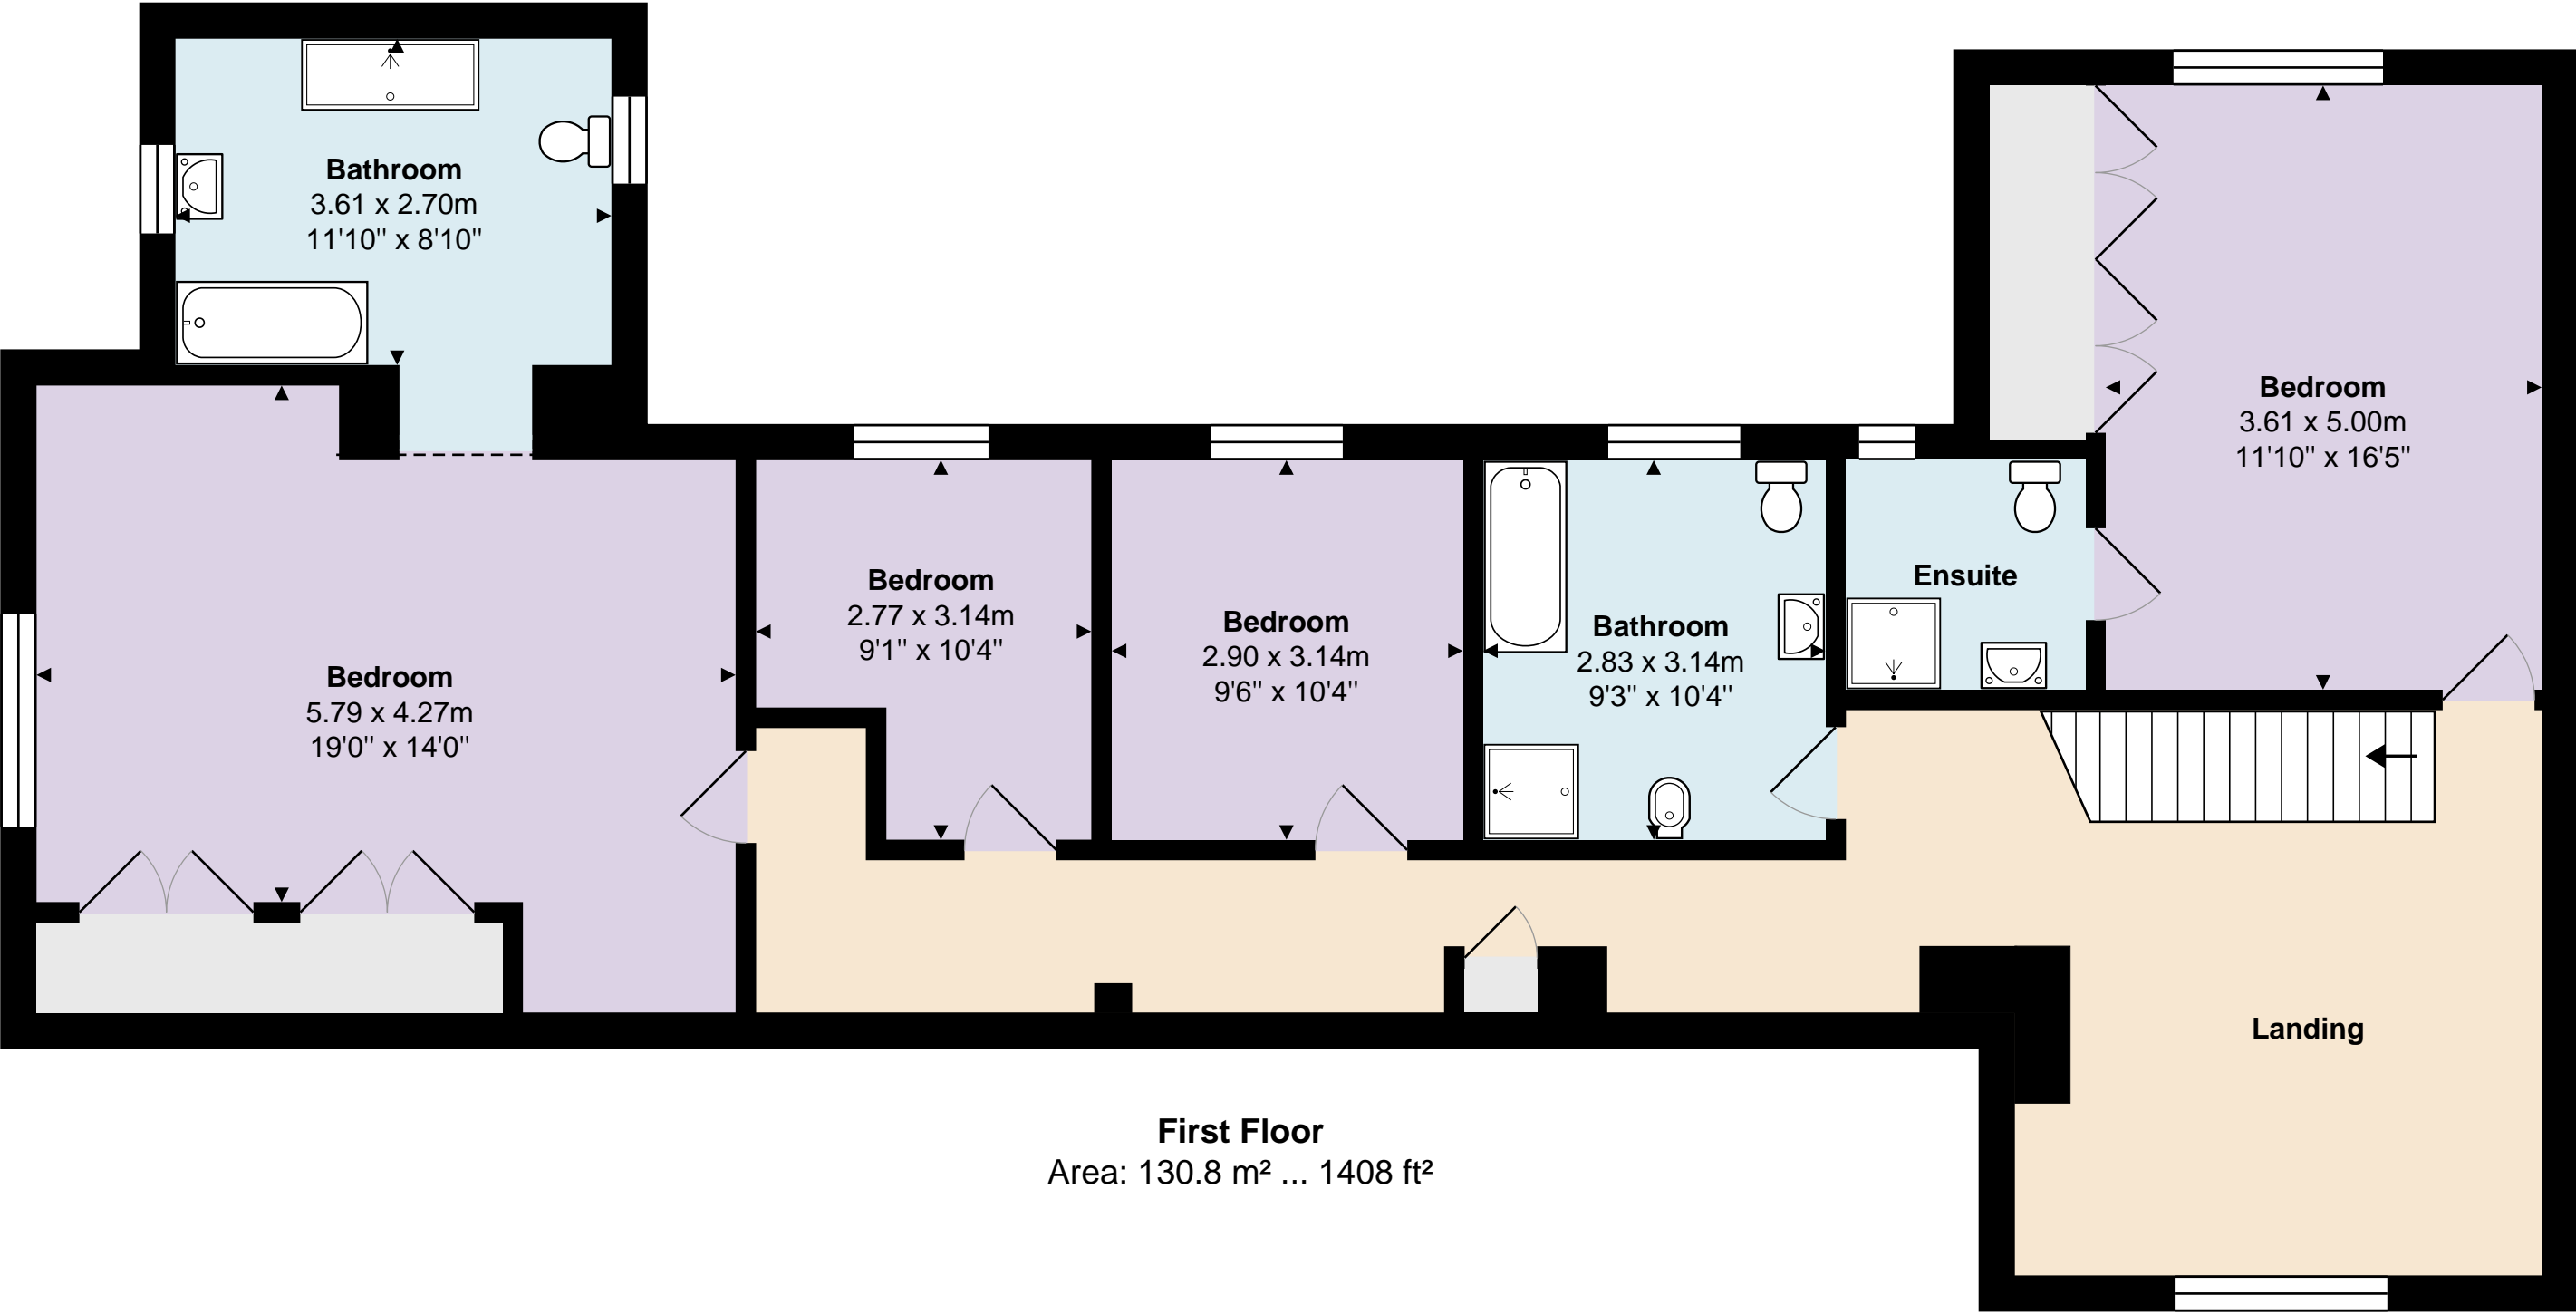 Bathroom
3.61 x 2.70m
11'10" x 8'10"
Bedroom
3.61 x 5.00m
11'10" x 16'5"
Bedroom
5.79 x 4.27m
19'0" x 14'0"
Bedroom
2.77 x 3.14m
9'1" x 10'4"
Bedroom
2.90 x 3.14m
9'6" x 10'4"
Bathroom
2.83 x 3.14m
9'3" x 10'4"
Ensuite
Landing
First Floor
Area: 130.8 m² ... 1408 ft²